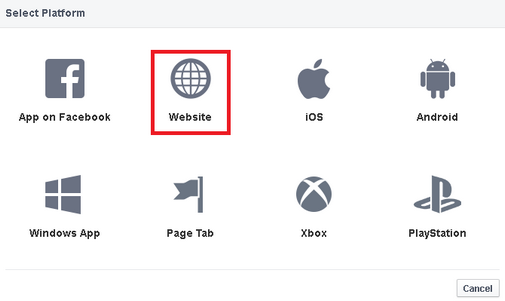 Select Platform
App on Facebook
Website
iOS
Android
Windows App
Page Tab
Xbox
PlayStation
Cancel